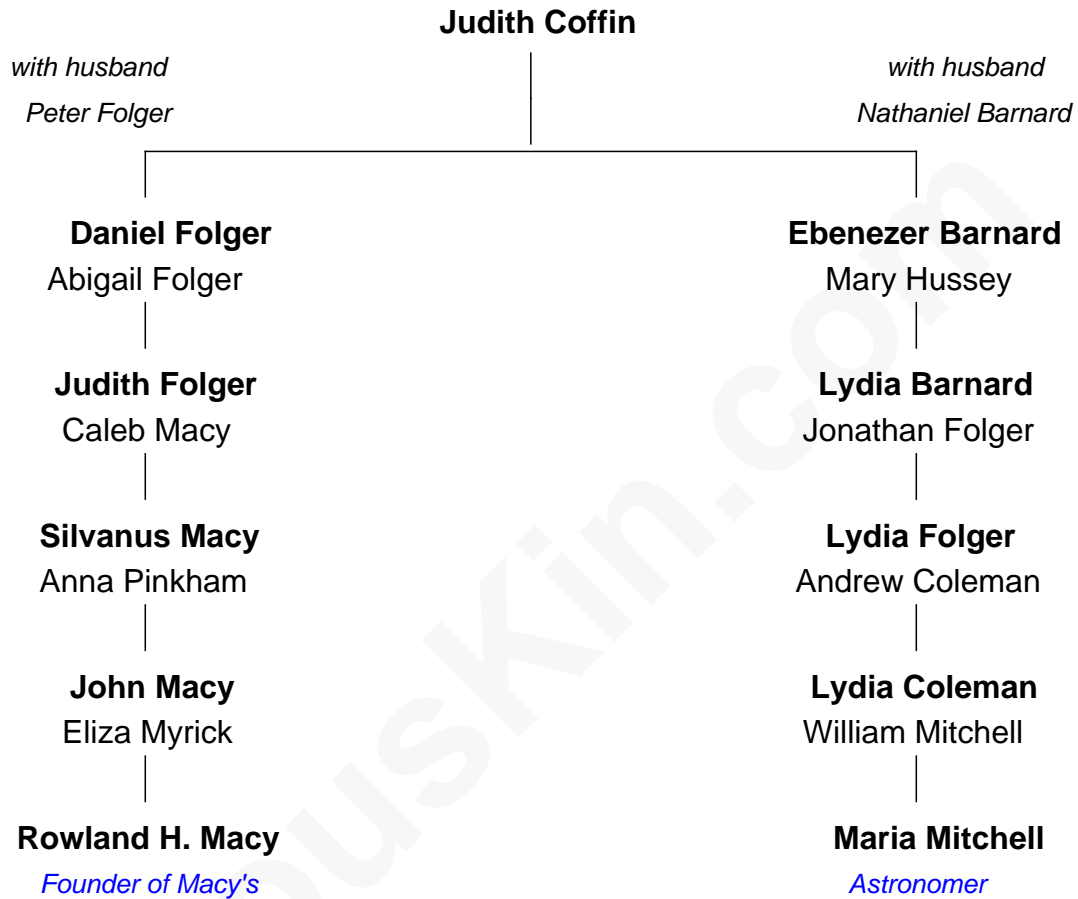 Judith Coffin
with husband
Peter Folger
with husband
Nathaniel Barnard
Daniel Folger
Abigail Folger
Ebenezer Barnard
Mary Hussey
Judith Folger
Caleb Macy
Lydia Barnard
Jonathan Folger
Silvanus Macy
Anna Pinkham
Lydia Folger
Andrew Coleman
John Macy
Eliza Myrick
Lydia Coleman
William Mitchell
Rowland H. Macy
Founder of Macy's
Maria Mitchell
Astronomer
ousKin.com